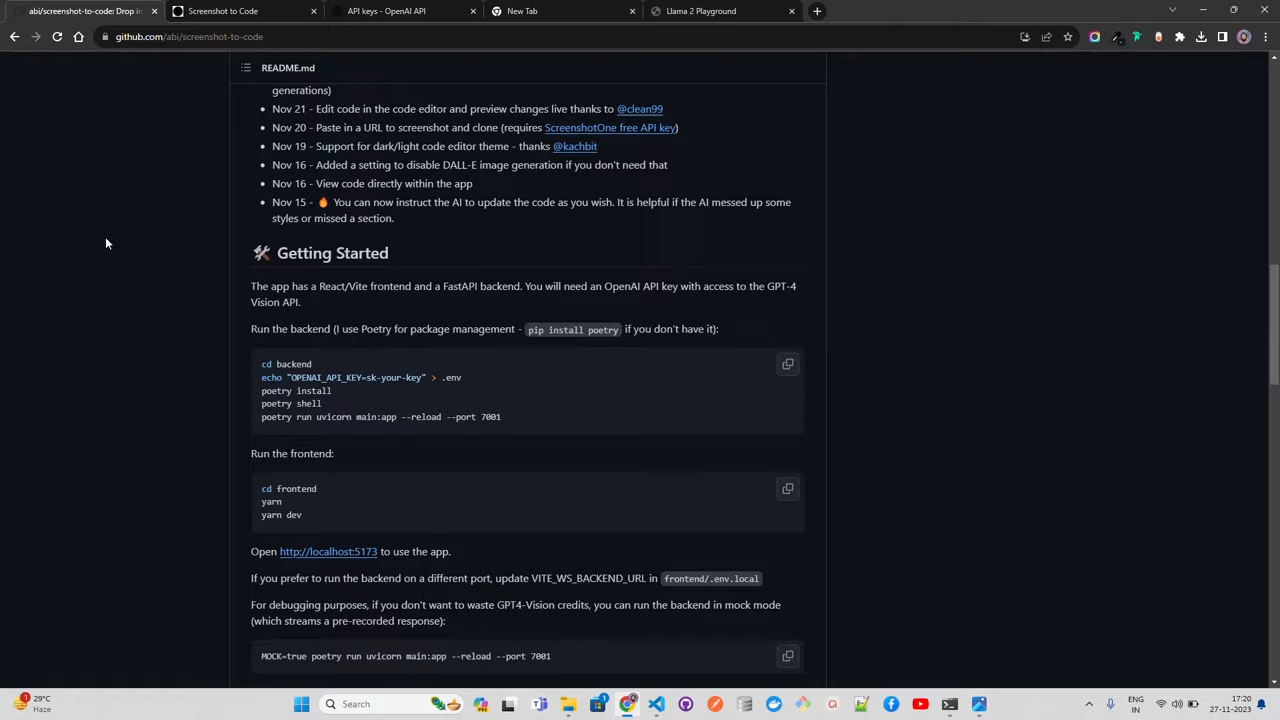 abi/screenshot-to-code: Drop in
Screenshot to Code
API keys - OpenAI API
New Tab
Llama 2 Playground
github.com/abi/screenshot-to-code
README.md
generations)
Nov 21 - Edit code in the code editor and preview changes live thanks to @clean99
Nov 20 - Paste in a URL to screenshot and clone (requires ScreenshotOne free API key)
Nov 19 - Support for dark/light code editor theme - thanks @kachbit
Nov 16 - Added a setting to disable DALL-E image generation if you don't need that
Nov 16 - View code directly within the app
Nov 15 - 🔥 You can now instruct the AI to update the code as you wish. It is helpful if the AI messed up some
styles or missed a section.
🛠 Getting Started
The app has a React/Vite frontend and a FastAPI backend. You will need an OpenAI API key with access to the GPT-4
Vision API.
Run the backend (I use Poetry for package management - pip install poetry if you don't have it):
cd backend
echo "OPENAI_API_KEY=sk-your-key" > .env
poetry install
poetry shell
poetry run uvicorn main:app --reload --port 7001
Run the frontend:
cd frontend
yarn
yarn dev
Open http://localhost:5173 to use the app.
If you prefer to run the backend on a different port, update VITE_WS_BACKEND_URL in frontend/.env.local
For debugging purposes, if you don't want to waste GPT4-Vision credits, you can run the backend in mock mode
(which streams a pre-recorded response):
MOCK=true poetry run uvicorn main:app --reload --port 7001
1
29°C
Haze
Search
1
ENG
IN
17:20
27-11-2023